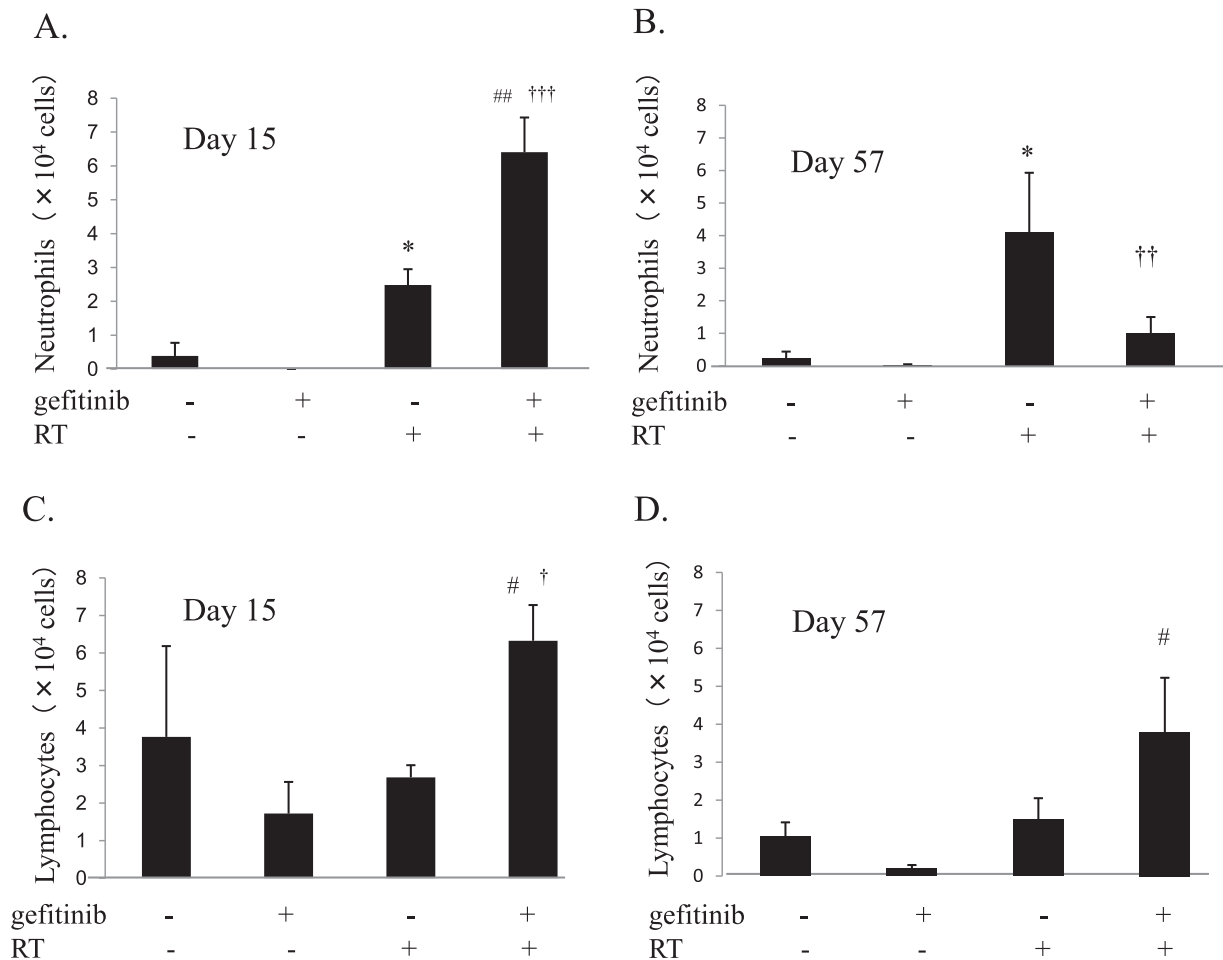 A.
Neutrophils (×10⁴ cells)
8
7
6
5
4
3
2
1
0
Day 15
*
## †††
gefitinib - + - +
RT - - + +
B.
Neutrophils (×10⁴ cells)
8
7
6
5
4
3
2
1
0
Day 57
*
††
gefitinib - + - +
RT - - + +
C.
Lymphocytes (×10⁴ cells)
8
7
6
5
4
3
2
1
0
Day 15
# †
gefitinib - + - +
RT - - + +
D.
Lymphocytes (×10⁴ cells)
8
7
6
5
4
3
2
1
0
Day 57
#
gefitinib - + - +
RT - - + +